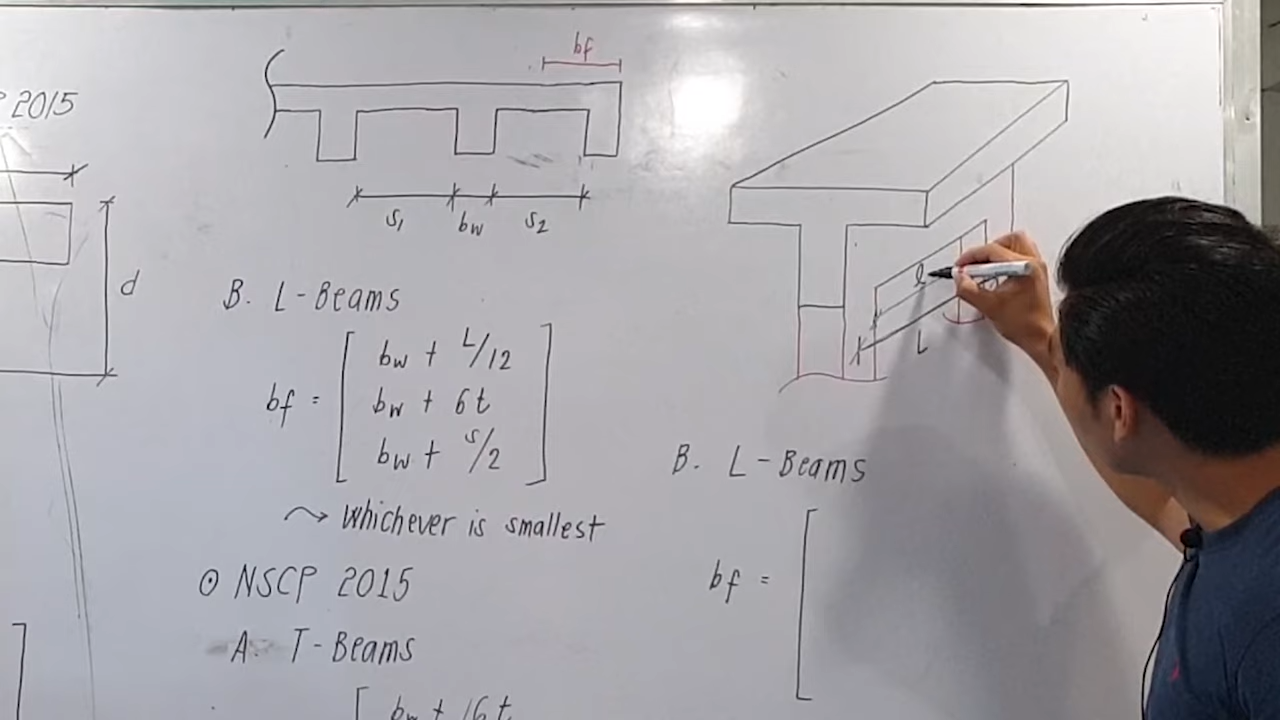 2015
d
bf
S1 bw S2
B. L-Beams
bf = bw + L/12
bw + 6t
bw + s/2
Whichever is smallest
NSCP 2015
A. T-Beams
bw + 16t
l
L
B. L-Beams
bf =